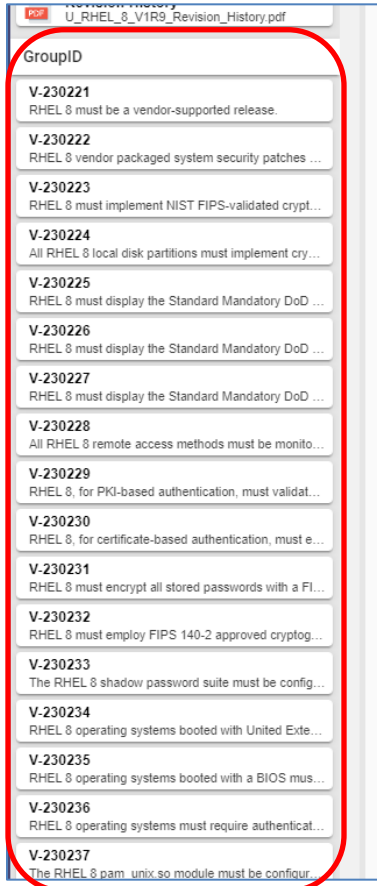 Revision History
PDF
U_RHEL_8_V1R9_Revision_History.pdf
GroupID
V-230221
RHEL 8 must be a vendor-supported release.
V-230222
RHEL 8 vendor packaged system security patches ...
V-230223
RHEL 8 must implement NIST FIPS-validated crypt...
V-230224
All RHEL 8 local disk partitions must implement cry...
V-230225
RHEL 8 must display the Standard Mandatory DoD ...
V-230226
RHEL 8 must display the Standard Mandatory DoD ...
V-230227
RHEL 8 must display the Standard Mandatory DoD ...
V-230228
All RHEL 8 remote access methods must be monito...
V-230229
RHEL 8, for PKI-based authentication, must validat...
V-230230
RHEL 8, for certificate-based authentication, must e...
V-230231
RHEL 8 must encrypt all stored passwords with a FI...
V-230232
RHEL 8 must employ FIPS 140-2 approved cryptog...
V-230233
The RHEL 8 shadow password suite must be config...
V-230234
RHEL 8 operating systems booted with United Exte...
V-230235
RHEL 8 operating systems booted with a BIOS mus...
V-230236
RHEL 8 operating systems must require authenticat...
V-230237
The RHEL 8 pam_unix.so module must be configur...